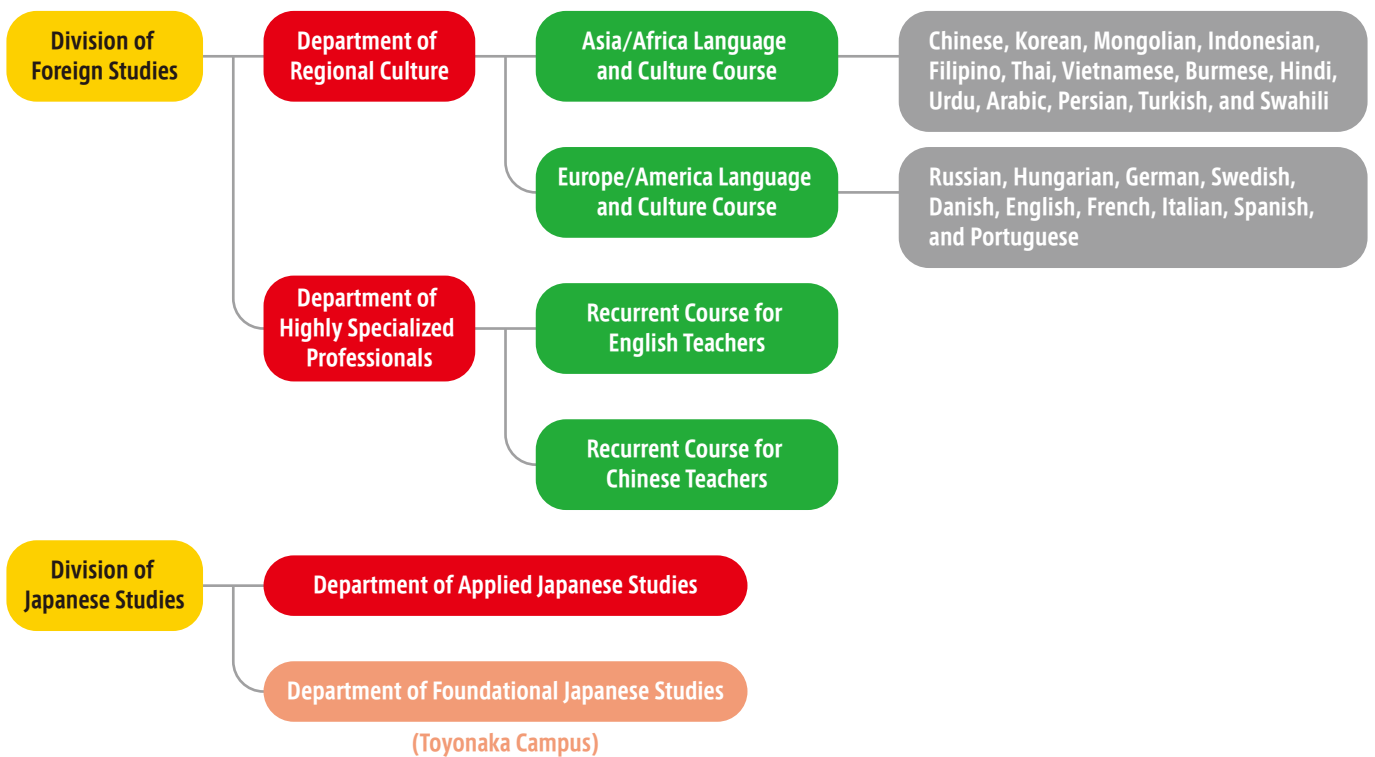 Division of
Foreign Studies
Department of
Regional Culture
Asia/Africa Language
and Culture Course
Chinese, Korean, Mongolian, Indonesian,
Filipino, Thai, Vietnamese, Burmese, Hindi,
Urdu, Arabic, Persian, Turkish, and Swahili
Europe/America Language
and Culture Course
Russian, Hungarian, German, Swedish,
Danish, English, French, Italian, Spanish,
and Portuguese
Department of
Highly Specialized
Professionals
Recurrent Course for
English Teachers
Recurrent Course for
Chinese Teachers
Division of
Japanese Studies
Department of Applied Japanese Studies
Department of Foundational Japanese Studies
(Toyonaka Campus)